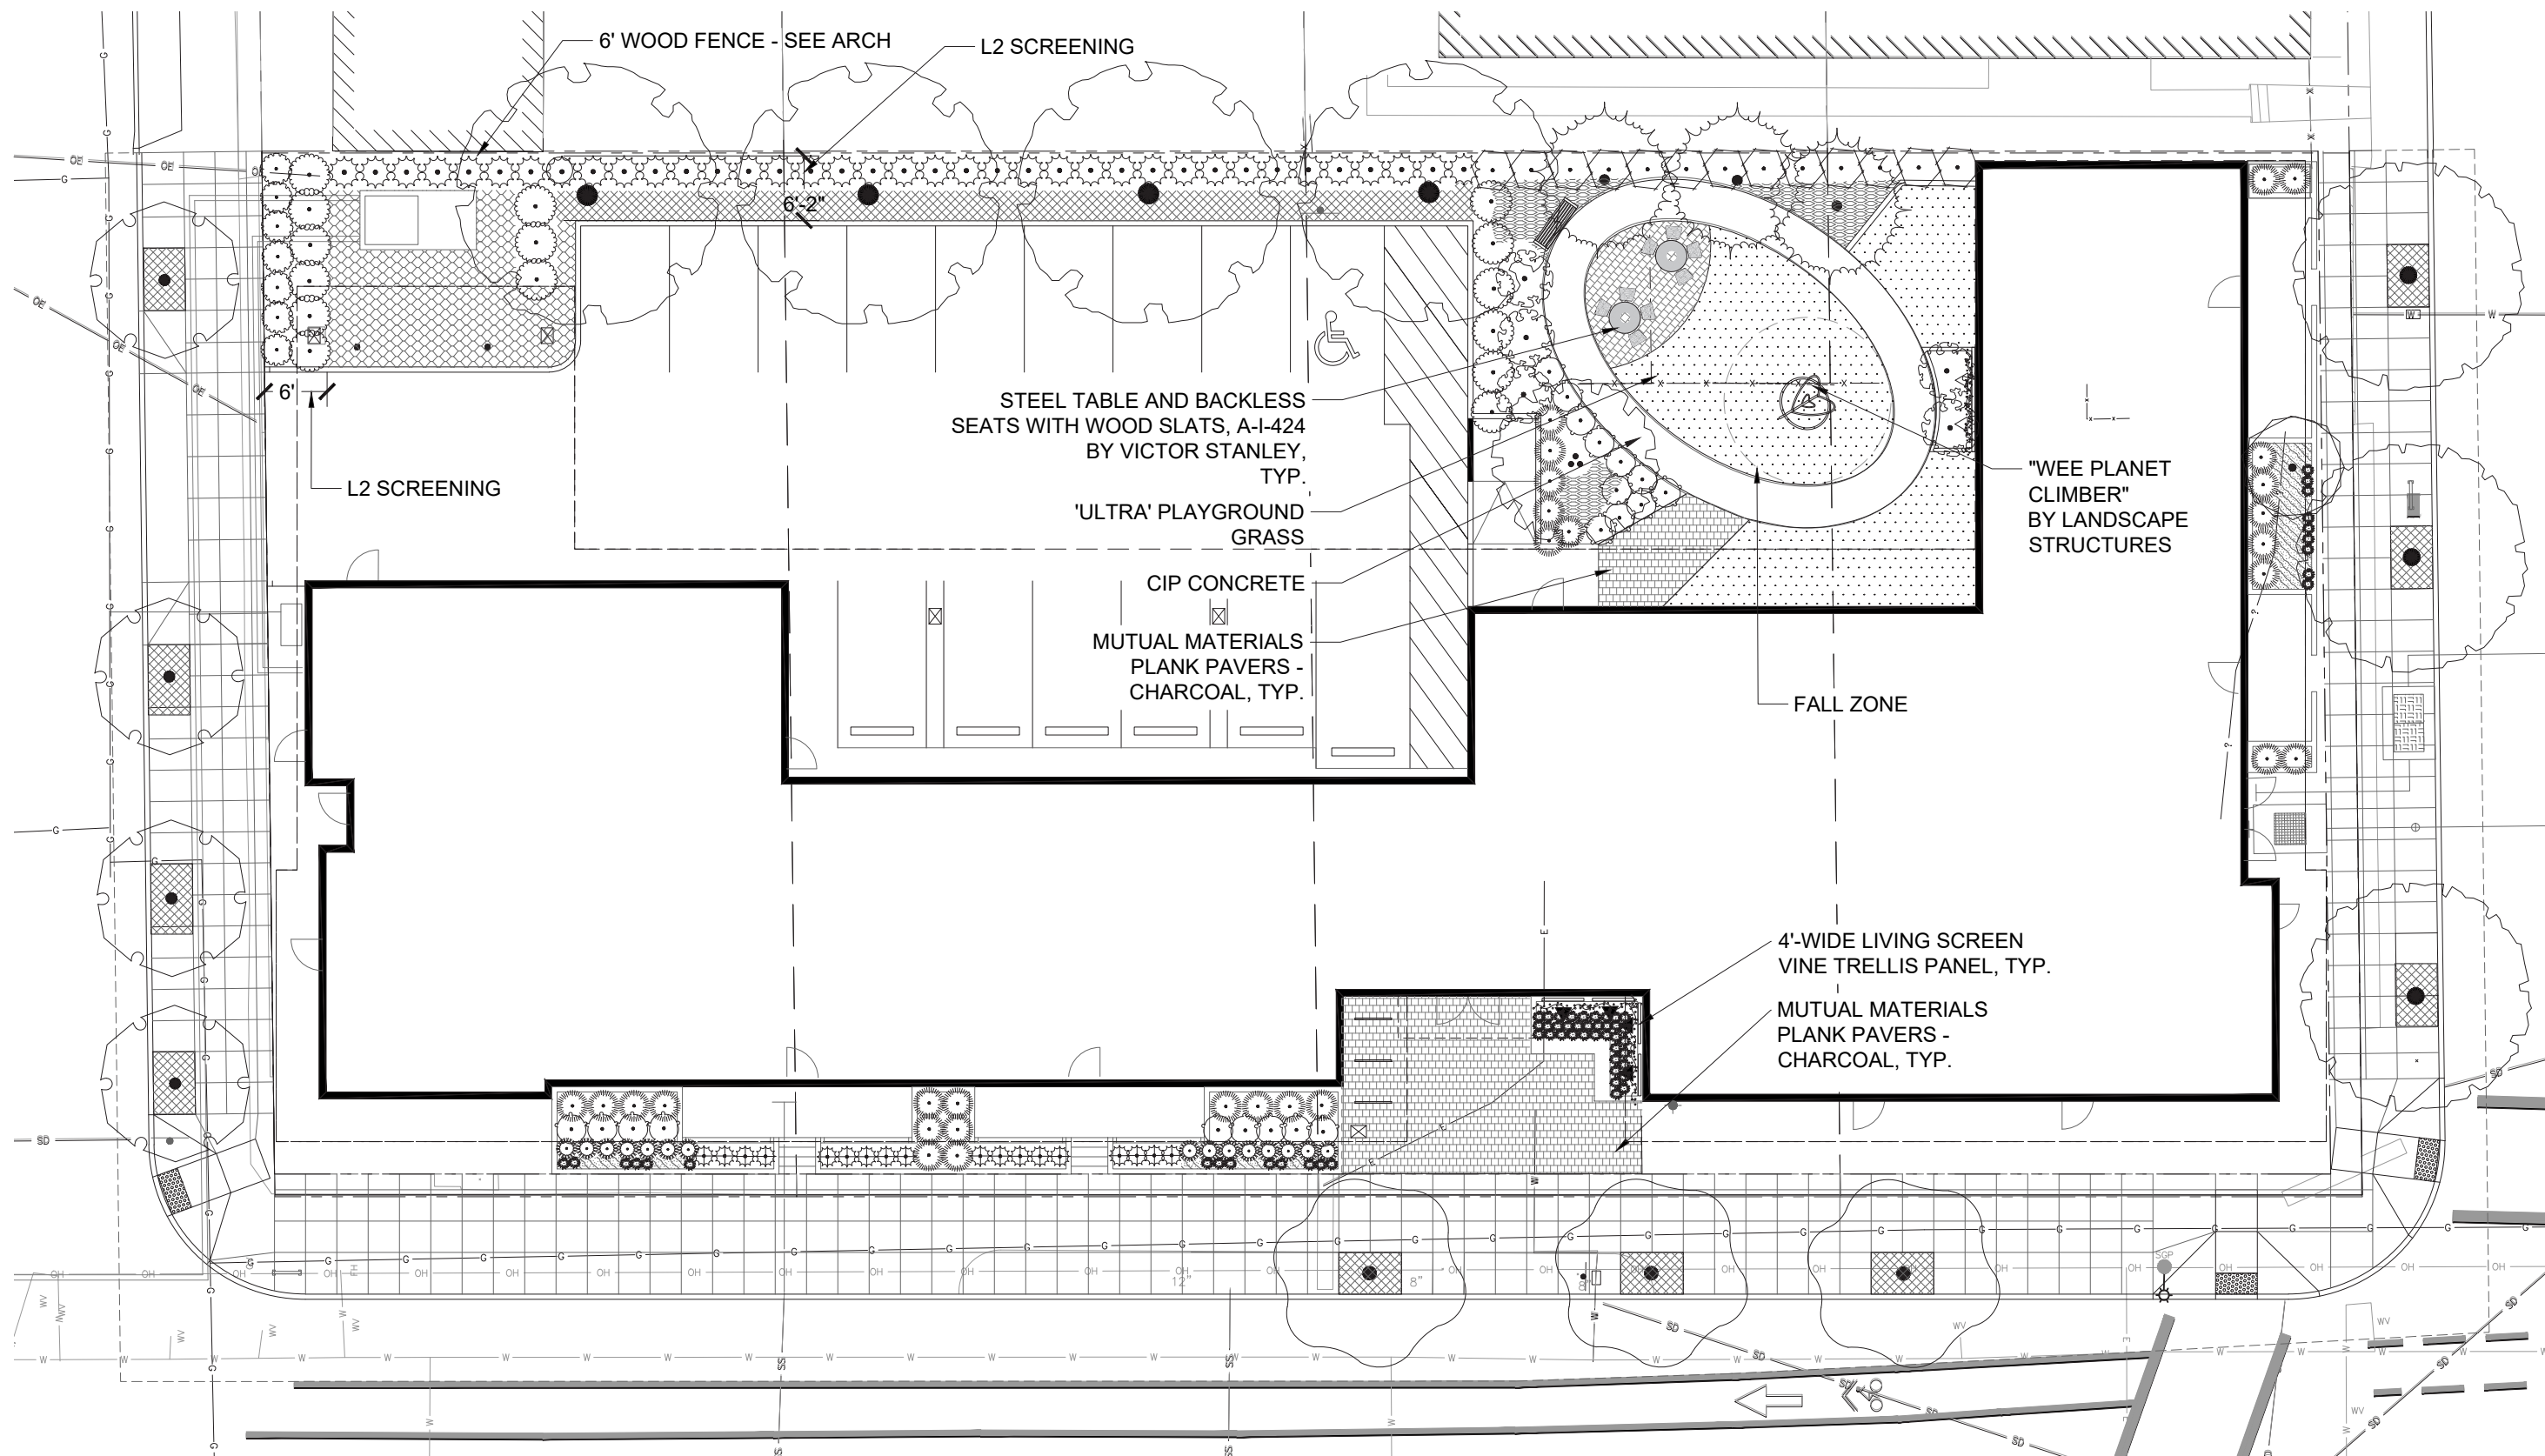 6' WOOD FENCE - SEE ARCH
L2 SCREENING
6'-2"
6'
L2 SCREENING
STEEL TABLE AND BACKLESS
SEATS WITH WOOD SLATS, A-I-424
BY VICTOR STANLEY,
TYP.
'ULTRA' PLAYGROUND
GRASS
CIP CONCRETE
MUTUAL MATERIALS
PLANK PAVERS -
CHARCOAL, TYP.
"WEE PLANET
CLIMBER"
BY LANDSCAPE
STRUCTURES
FALL ZONE
4'-WIDE LIVING SCREEN
VINE TRELLIS PANEL, TYP.
MUTUAL MATERIALS
PLANK PAVERS -
CHARCOAL, TYP.
SGP
12"
8"